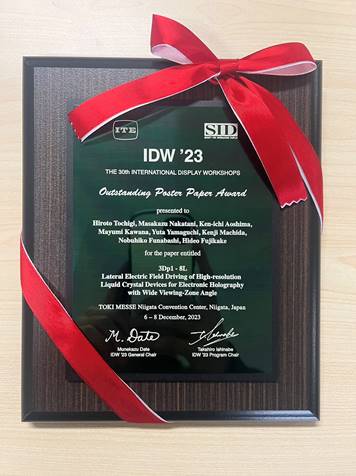 ITE
SID
IDW '23
THE 30th INTERNATIONAL DISPLAY WORKSHOPS
Outstanding Poster Paper Award
presented to
Hiroto Tochigi, Masakazu Nakatani, Ken-ichi Aoshima,
Mayumi Kawana, Yuta Yamaguchi, Kenji Machida,
Nobuhiko Funabashi, Hideo Fujikake
for the paper entitled
3Dp1 - 8L
Lateral Electric Field Driving of High-resolution
Liquid Crystal Devices for Electronic Holography
with Wide Viewing-Zone Angle
TOKI MESSE Niigata Convention Center, Niigata, Japan
6 – 8 December, 2023
M. Date
Munekazu Date
IDW '23 General Chair
Takahiro Ishinabe
IDW '23 Program Chair